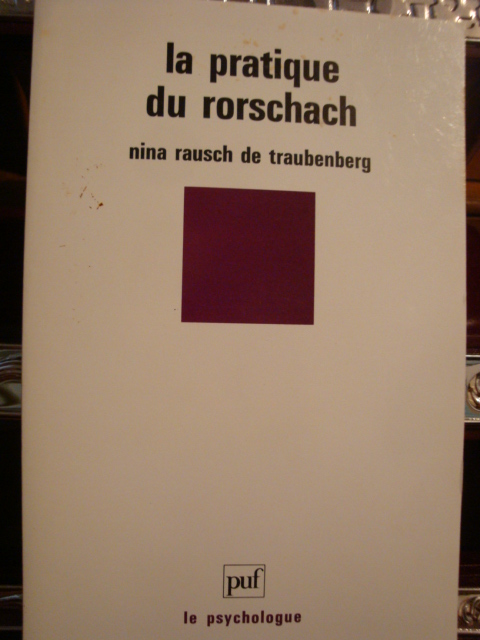 la pratique
du rorschach
nina rausch de traubenberg
puf
le psychologue